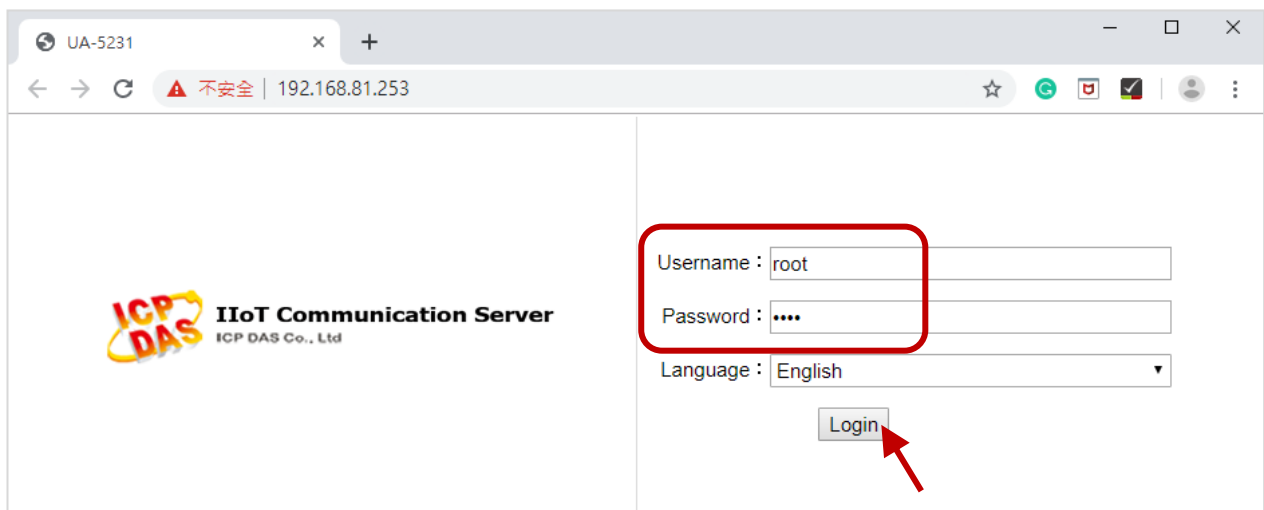 UA-5231
不安全 | 192.168.81.253
Username：root
Password：••••
ICP DAS
IIoT Communication Server
ICP DAS Co., Ltd
Language：English
Login